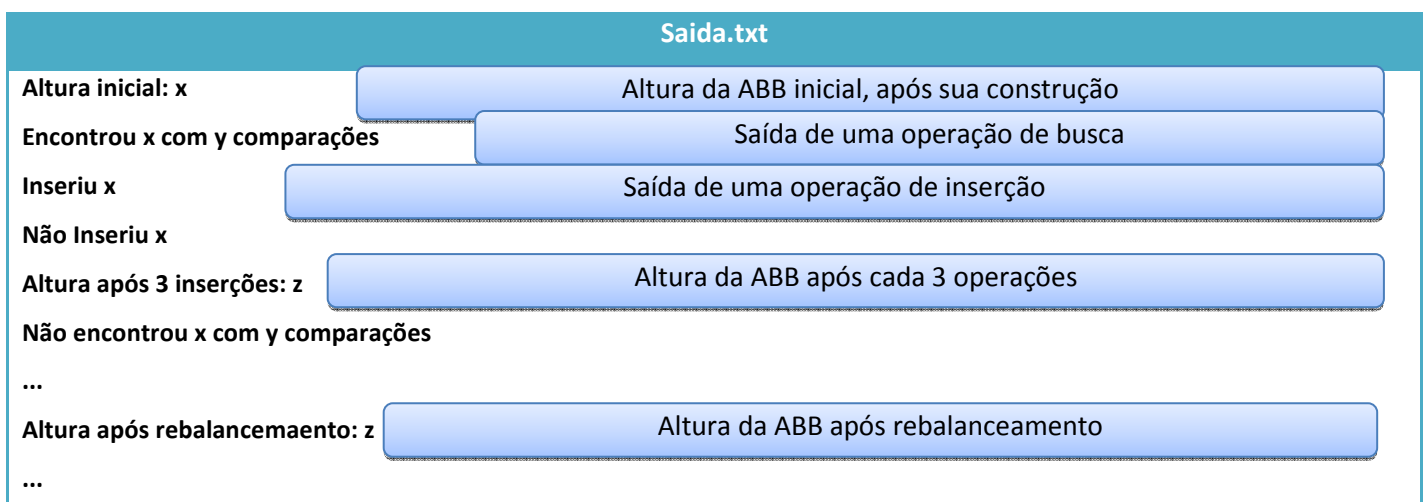 Saida.txt
Altura inicial: x
Altura da ABB inicial, após sua construção
Encontrou x com y comparações
Saída de uma operação de busca
Inseriu x
Saída de uma operação de inserção
Não Inseriu x
Altura após 3 inserções: z
Altura da ABB após cada 3 operações
Não encontrou x com y comparações
...
Altura após rebalancemaento: z
Altura da ABB após rebalanceamento
...